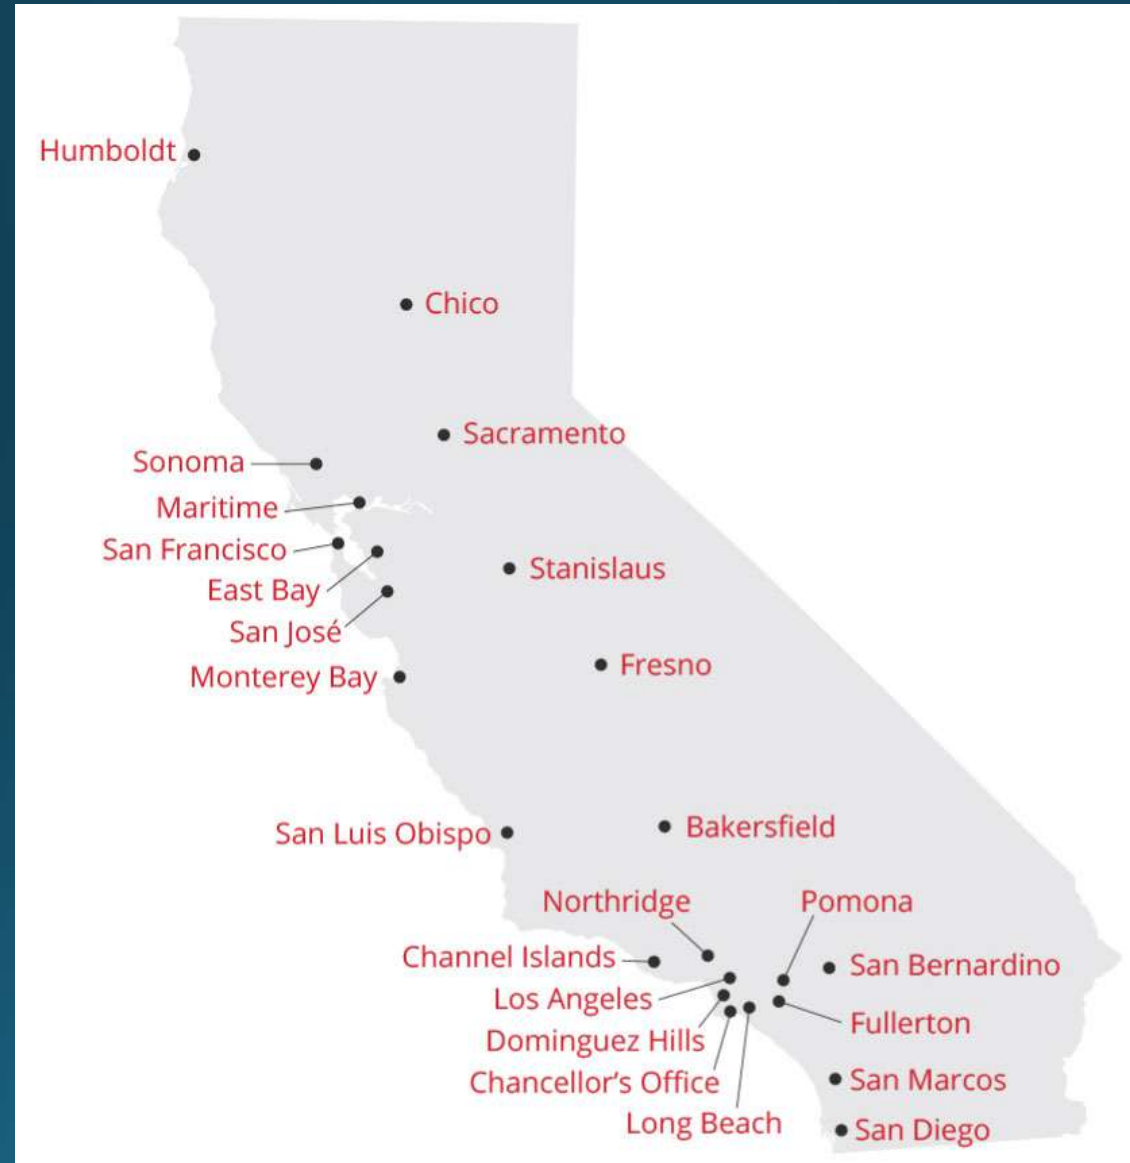 Humboldt
Chico
Sacramento
Sonoma
Maritime
San Francisco
Stanislaus
East Bay
San José
Fresno
Monterey Bay
Bakersfield
San Luis Obispo
Northridge
Pomona
Channel Islands
San Bernardino
Los Angeles
Fullerton
Dominguez Hills
Chancellor’s Office
San Marcos
Long Beach
San Diego